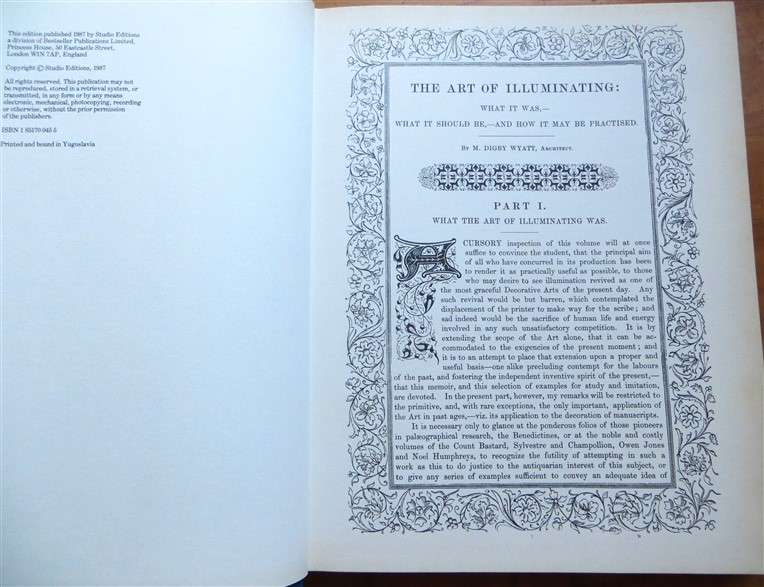 This edition published 1987 by Studio Editions
a division of Bestseller Publications Limited,
Princess House, 50 Eastcastle Street,
London W1N 7AP, England
Copyright © Studio Editions, 1987
All rights reserved. This publication may not
be reproduced, stored in a retrieval system, or
transmitted, in any form or by any means
electronic, mechanical, photocopying, recording
or otherwise, without the prior permission
of the publishers.
ISBN 1 85170 045 5
Printed and bound in Yugoslavia
THE ART OF ILLUMINATING:
WHAT IT WAS,—
WHAT IT SHOULD BE,—AND HOW IT MAY BE PRACTISED.
BY M. DIGBY WYATT, ARCHITECT.
PART I.
WHAT THE ART OF ILLUMINATING WAS.
A CURSORY inspection of this volume will at once
suffice to convince the student, that the principal aim
of all who have concurred in its production has been
to render it as practically useful as possible, to those
who may desire to see illumination revived as one of
the most graceful Decorative Arts of the present day. Any
such revival would be but barren, which contemplated the
displacement of the printer to make way for the scribe; and
sad indeed would be the sacrifice of human life and energy
involved in any such unsatisfactory competition. It is by
extending the scope of the Art alone, that it can be ac-
commodated to the exigencies of the present moment; and
it is to an attempt to place that extension upon a proper and
useful basis—one alike precluding contempt for the labours
of the past, and fostering the independent inventive spirit of the present,—
that this memoir, and this selection of examples for study and imitation,
are devoted. In the present part, however, my remarks will be restricted to
the primitive, and, with rare exceptions, the only important, application of
the Art in past ages,—viz. its application to the decoration of manuscripts.
It is necessary only to glance at the ponderous folios of those pioneers
in palæographical research, the Benedictines, or at the noble and costly
volumes of the Count Bastard, Sylvestre and Champollion, Owen Jones
and Noel Humphreys, to recognize the futility of attempting in such a
work as this to do justice to the antiquarian interest of this subject, or
to give any series of examples sufficient to convey an adequate idea of